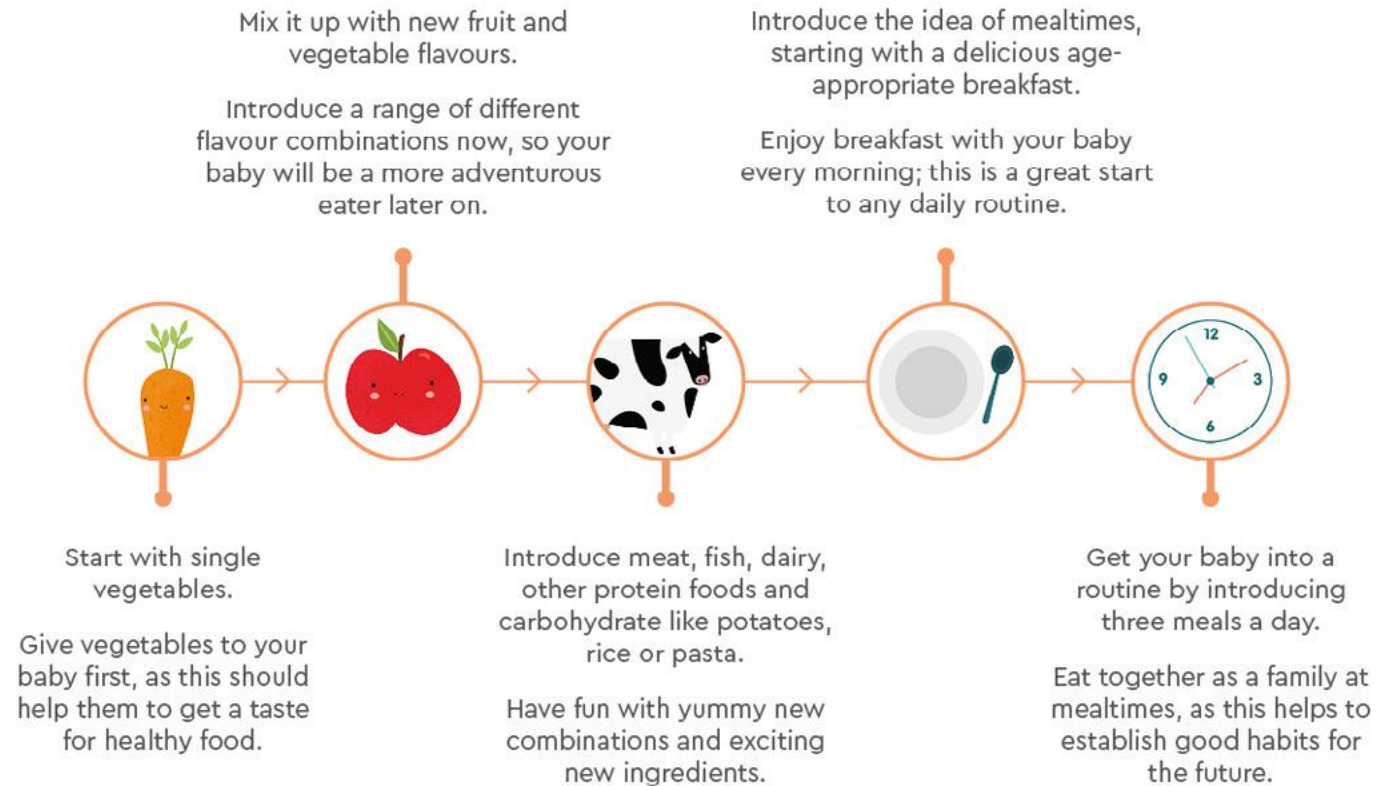 Mix it up with new fruit and
vegetable flavours.
Introduce a range of different
flavour combinations now, so your
baby will be a more adventurous
eater later on.
Introduce the idea of mealtimes,
starting with a delicious age-
appropriate breakfast.
Enjoy breakfast with your baby
every morning; this is a great start
to any daily routine.
12
9
3
6
Start with single
vegetables.
Give vegetables to your
baby first, as this should
help them to get a taste
for healthy food.
Introduce meat, fish, dairy,
other protein foods and
carbohydrate like potatoes,
rice or pasta.
Have fun with yummy new
combinations and exciting
new ingredients.
Get your baby into a
routine by introducing
three meals a day.
Eat together as a family at
mealtimes, as this helps to
establish good habits for
the future.